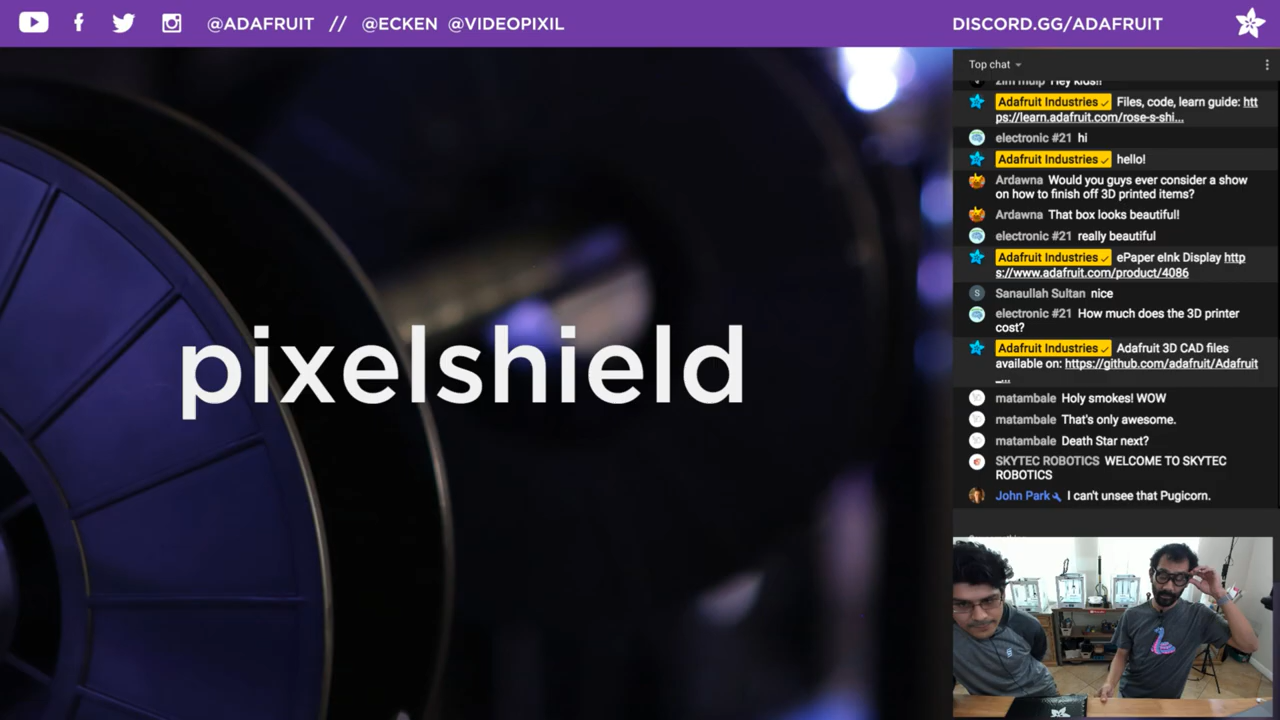 @ADAFRUIT // @ECKEN @VIDEOPIXIL
DISCORD.GG/ADAFRUIT
pixelshield
Top chat
Hey kids!!
Adafruit Industries Files, code, learn guide: htt
ps://learn.adafruit.com/rose-s-shi...
electronic #21 hi
Adafruit Industries hello!
Ardawna Would you guys ever consider a show
on how to finish off 3D printed items?
Ardawna That box looks beautiful!
electronic #21 really beautiful
Adafruit Industries ePaper eInk Display http
s://www.adafruit.com/product/4086
S Sanaullah Sultan nice
electronic #21 How much does the 3D printer
cost?
Adafruit Industries Adafruit 3D CAD files
available on: https://github.com/adafruit/Adafruit
_...
matambale Holy smokes! WOW
matambale That's only awesome.
matambale Death Star next?
SKYTEC ROBOTICS WELCOME TO SKYTEC
ROBOTICS
John Park I can't unsee that Pugicorn.